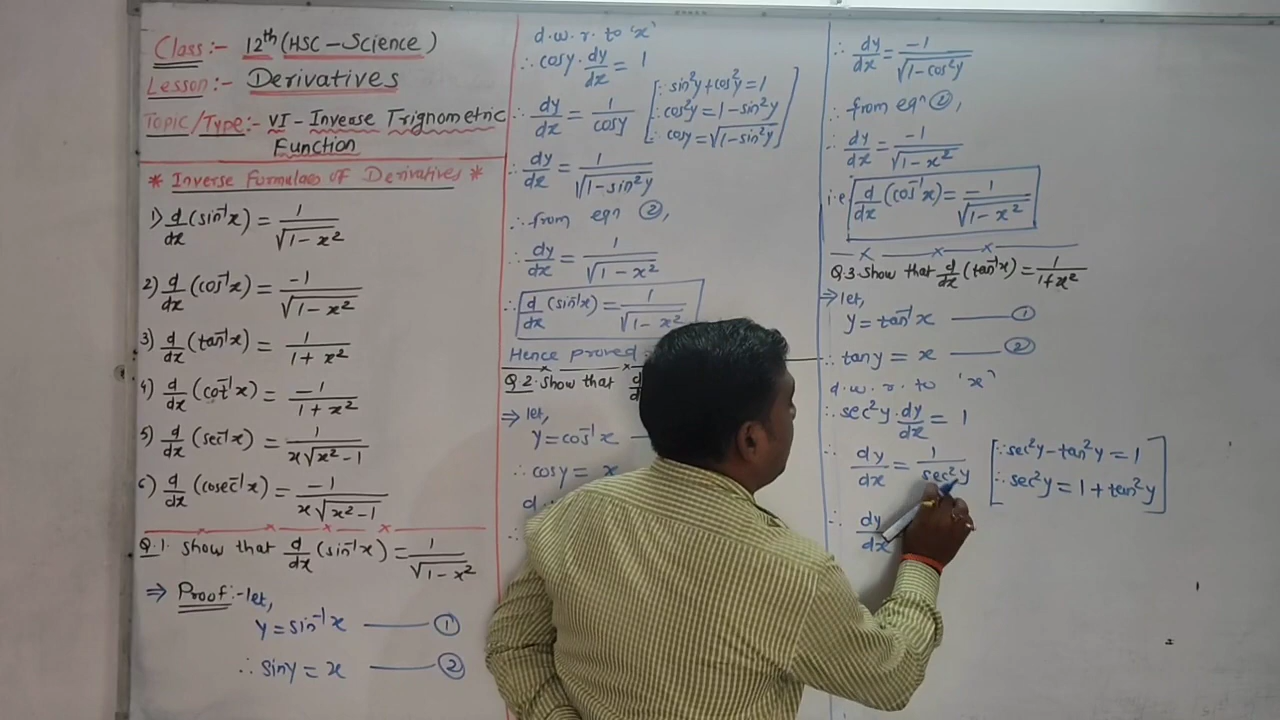 Class:- 12th (HSC-Science)
Lesson:- Derivatives
Topic/Type:- VI - Inverse Trignometric
Function
* Inverse Formulaes of Derivatives *
1) d/dx (sin⁻¹x) = 1/√(1-x²)
2) d/dx (cos⁻¹x) = -1/√(1-x²)
3) d/dx (tan⁻¹x) = 1/(1+x²)
4) d/dx (cot⁻¹x) = -1/(1+x²)
5) d/dx (sec⁻¹x) = 1/(x√(x²-1))
6) d/dx (cosec⁻¹x) = -1/(x√(x²-1))
Q.1. Show that d/dx (sin⁻¹x) = 1/√(1-x²)
⇒ Proof:- let,
y = sin⁻¹x —— ①
∴ siny = x —— ②
d.w.r. to 'x'
∴ cosy. dy/dx = 1
∴ dy/dx = 1/cosy
[∵ sin²y + cos²y = 1
∴ cos²y = 1 - sin²y
∴ cosy = √(1-sin²y)]
∴ dy/dx = 1/√(1-sin²y)
∴ from eqn ②,
∴ dy/dx = 1/√(1-x²)
∴ d/dx (sin⁻¹x) = 1/√(1-x²)
Hence proved.
Q.2. Show that d
⇒ let,
y = cos⁻¹x
∴ cosy = x
d.
∴
∴ dy/dx = -1/√(1-cos²y)
∴ from eqn ②,
∴ dy/dx = -1/√(1-x²)
i.e. d/dx (cos⁻¹x) = -1/√(1-x²)
Q.3. Show that d/dx (tan⁻¹x) = 1/(1+x²)
⇒ let,
y = tan⁻¹x —— ①
∴ tany = x —— ②
d.w.r. to 'x'
∴ sec²y. dy/dx = 1
∴ dy/dx = 1/sec²y
[∵ sec²y - tan²y = 1
∴ sec²y = 1 + tan²y]
∴ dy/dx